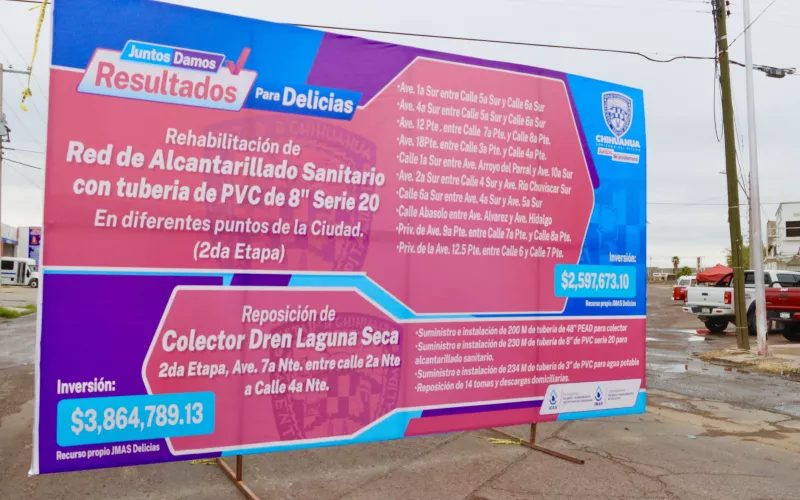 Juntos Damos
Resultados
Para Delicias
Rehabilitación de
Red de Alcantarillado Sanitario
con tuberia de PVC de 8" Serie 20
En diferentes puntos de la Ciudad.
(2da Etapa)
•Ave. 1a Sur entre Calle 5a Sur y Calle 6a Sur
•Ave. 4a Sur entre Calle 5a Sur y Calle 6a Sur
•Ave. 12 Pte. entre Calle 7a Pte. y Calle 8a Pte.
•Ave. 18Pte. entre Calle 3a Pte. y Calle 4a Pte.
•Calle 1a Sur entre Ave. Arroyo del Parral y Ave. 10a Sur
•Ave. 2a Sur entre Calle 4 Sur y Ave. Río Chuviscar Sur
•Calle 6a Sur entre Ave. 4a Sur y Ave. 5a Sur
•Calle Abasolo entre Ave. Alvarez y Ave. Hidalgo
•Priv. de Ave. 9a Pte. entre Calle 7a Pte. y Calle 8a Pte.
•Priv. de la Ave. 12.5 Pte. entre Calle 6 y Calle 7 Pte.
CHIHUAHUA
Inversión:
$2,597,673.10
Recurso propio JMAS Delicias
Reposición de
Colector Dren Laguna Seca
2da Etapa, Ave. 7a Nte. entre calle 2a Nte
a Calle 4a Nte.
Inversión:
$3,864,789.13
Recurso propio JMAS Delicias
•Suministro e instalación de 200 M de tubería de 48" PEAD para colector
•Suministro e instalación de 230 M de tubería de 8" de PVC serie 20 para
alcantarillado sanitario.
•Suministro e instalación de 234 M de tubería de 3" de PVC para agua potable
•Reposición de 14 tomas y descargas domiciliarias.